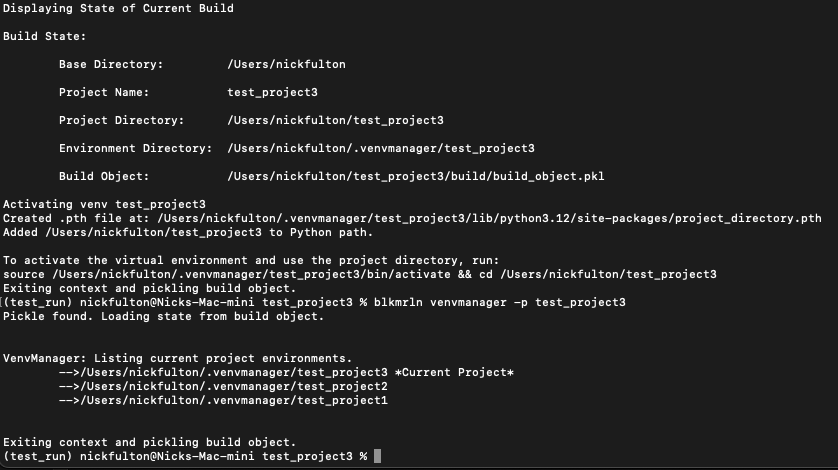 Displaying State of Current Build
Build State:
Base Directory: /Users/nickfulton
Project Name: test_project3
Project Directory: /Users/nickfulton/test_project3
Environment Directory: /Users/nickfulton/.venvmanager/test_project3
Build Object: /Users/nickfulton/test_project3/build/build_object.pkl
Activating venv test_project3
Created .pth file at: /Users/nickfulton/.venvmanager/test_project3/lib/python3.12/site-packages/project_directory.pth
Added /Users/nickfulton/test_project3 to Python path.
To activate the virtual environment and use the project directory, run:
source /Users/nickfulton/.venvmanager/test_project3/bin/activate && cd /Users/nickfulton/test_project3
Exiting context and pickling build object.
[(test_run) nickfulton@Nicks-Mac-mini test_project3 % blkmrln venvmanager -p test_project3
Pickle found. Loading state from build object.
VenvManager: Listing current project environments.
-->/Users/nickfulton/.venvmanager/test_project3 *Current Project*
-->/Users/nickfulton/.venvmanager/test_project2
-->/Users/nickfulton/.venvmanager/test_project1
Exiting context and pickling build object.
(test_run) nickfulton@Nicks-Mac-mini test_project3 %